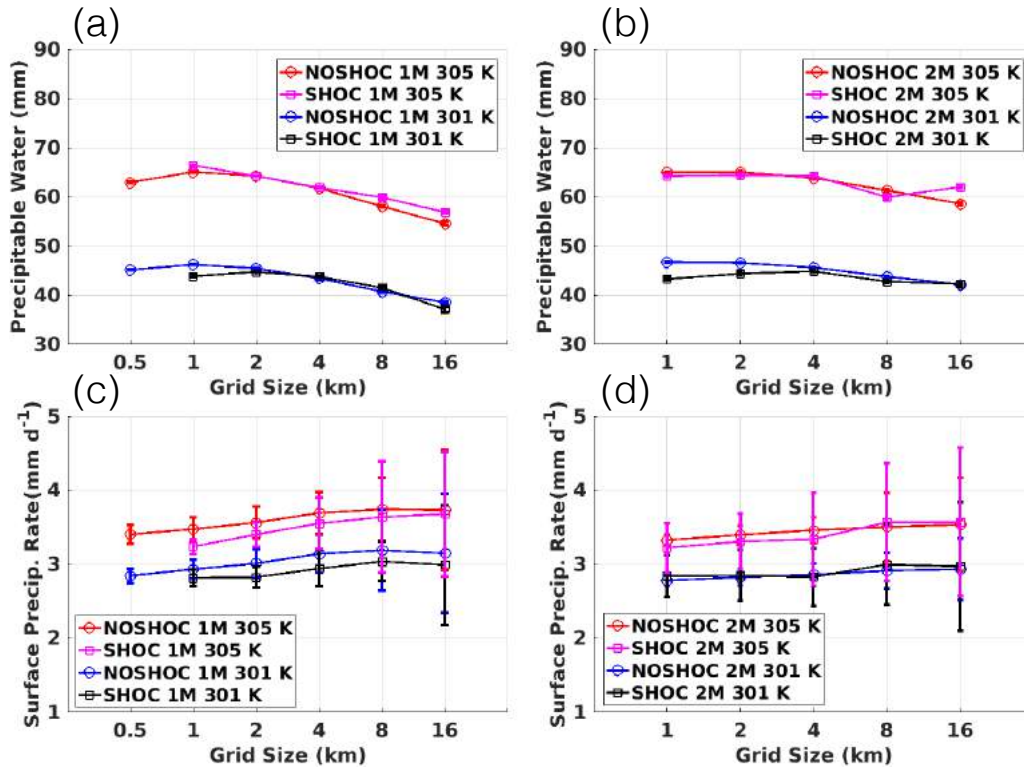 (a)
90
80
70
60
50
40
30
Precipitable Water (mm)
NOSHOC 1M 305 K
SHOC 1M 305 K
NOSHOC 1M 301 K
SHOC 1M 301 K
0.5 1 2 4 8 16
Grid Size (km)
(b)
90
80
70
60
50
40
30
Precipitable Water (mm)
NOSHOC 2M 305 K
SHOC 2M 305 K
NOSHOC 2M 301 K
SHOC 2M 301 K
1 2 4 8 16
Grid Size (km)
(c)
5
4
3
2
1
Surface Precip. Rate(mm d-1)
NOSHOC 1M 305 K
SHOC 1M 305 K
NOSHOC 1M 301 K
SHOC 1M 301 K
0.5 1 2 4 8 16
Grid Size (km)
(d)
5
4
3
2
1
Surface Precip. Rate(mm d-1)
NOSHOC 2M 305 K
SHOC 2M 305 K
NOSHOC 2M 301 K
SHOC 2M 301 K
1 2 4 8 16
Grid Size (km)